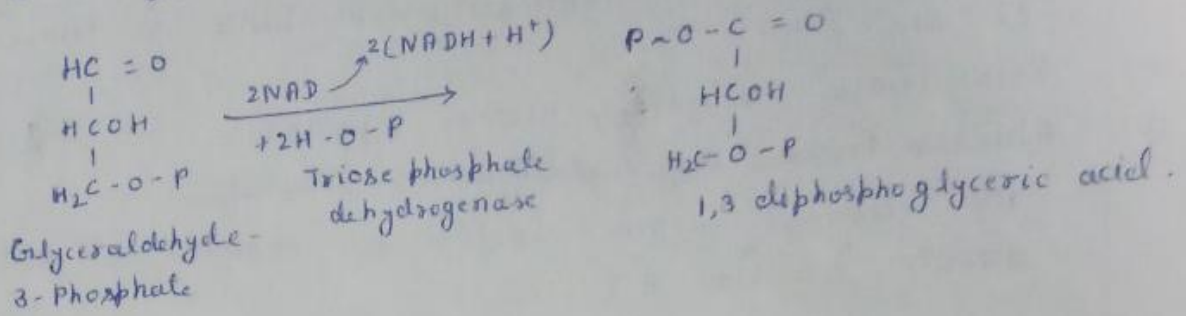 HC = O
|
HCOH
|
H₂C - O - P
Glyceraldehyde-
3- Phosphate
2NAD
2(NADH + H⁺)
+2H - O - P
Triose phosphate
dehydrogenase
P~O - C = O
|
HCOH
|
H₂C- O - P
1,3 diphosphoglyceric acid.